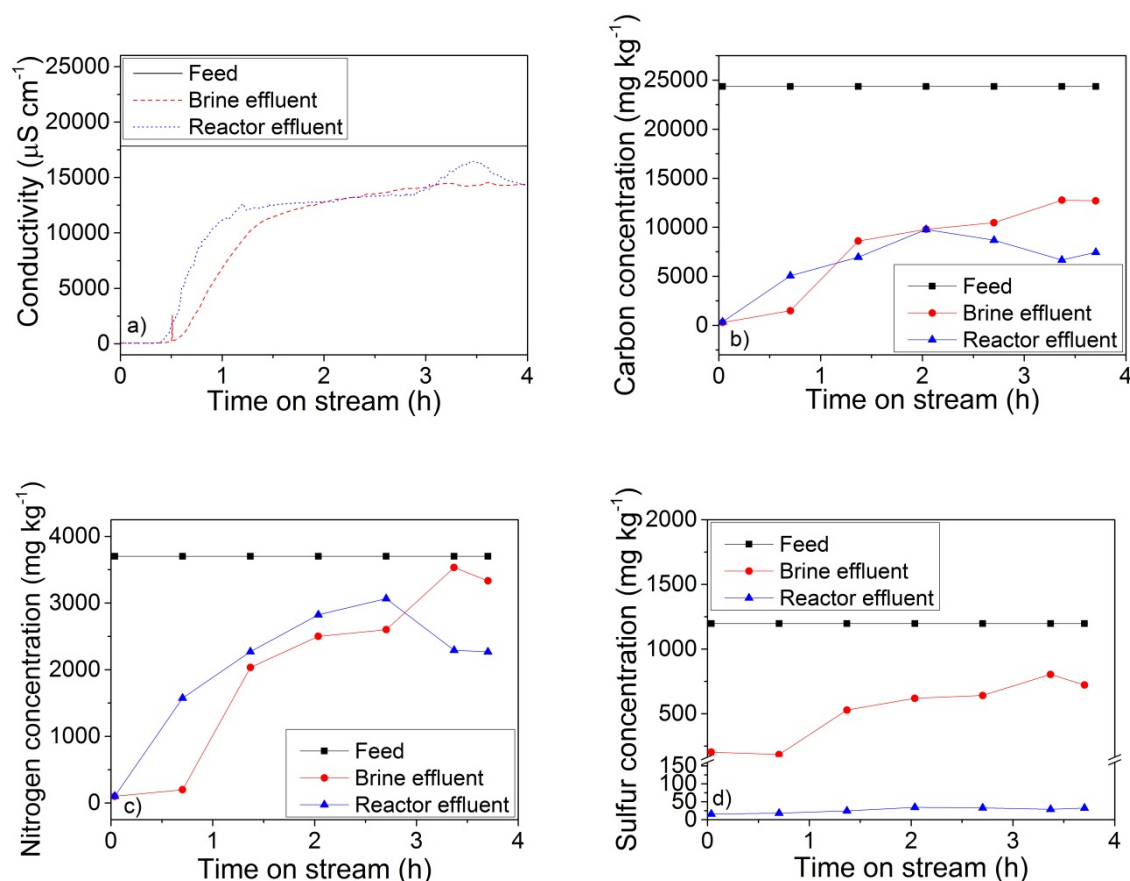 25000
20000
15000
10000
5000
0
Conductivity (µS cm⁻¹)
Feed
Brine effluent
Reactor effluent
a)
0 1 2 3 4
Time on stream (h)
25000
20000
15000
10000
5000
0
Carbon concentration (mg kg⁻¹)
Feed
Brine effluent
Reactor effluent
b)
0 1 2 3 4
Time on stream (h)
4000
3000
2000
1000
0
Nitrogen concentration (mg kg⁻¹)
Feed
Brine effluent
Reactor effluent
c)
0 1 2 3 4
Time on stream (h)
2000
1500
1000
500
150
100
50
0
Sulfur concentration (mg kg⁻¹)
Feed
Brine effluent
Reactor effluent
d)
0 1 2 3 4
Time on stream (h)